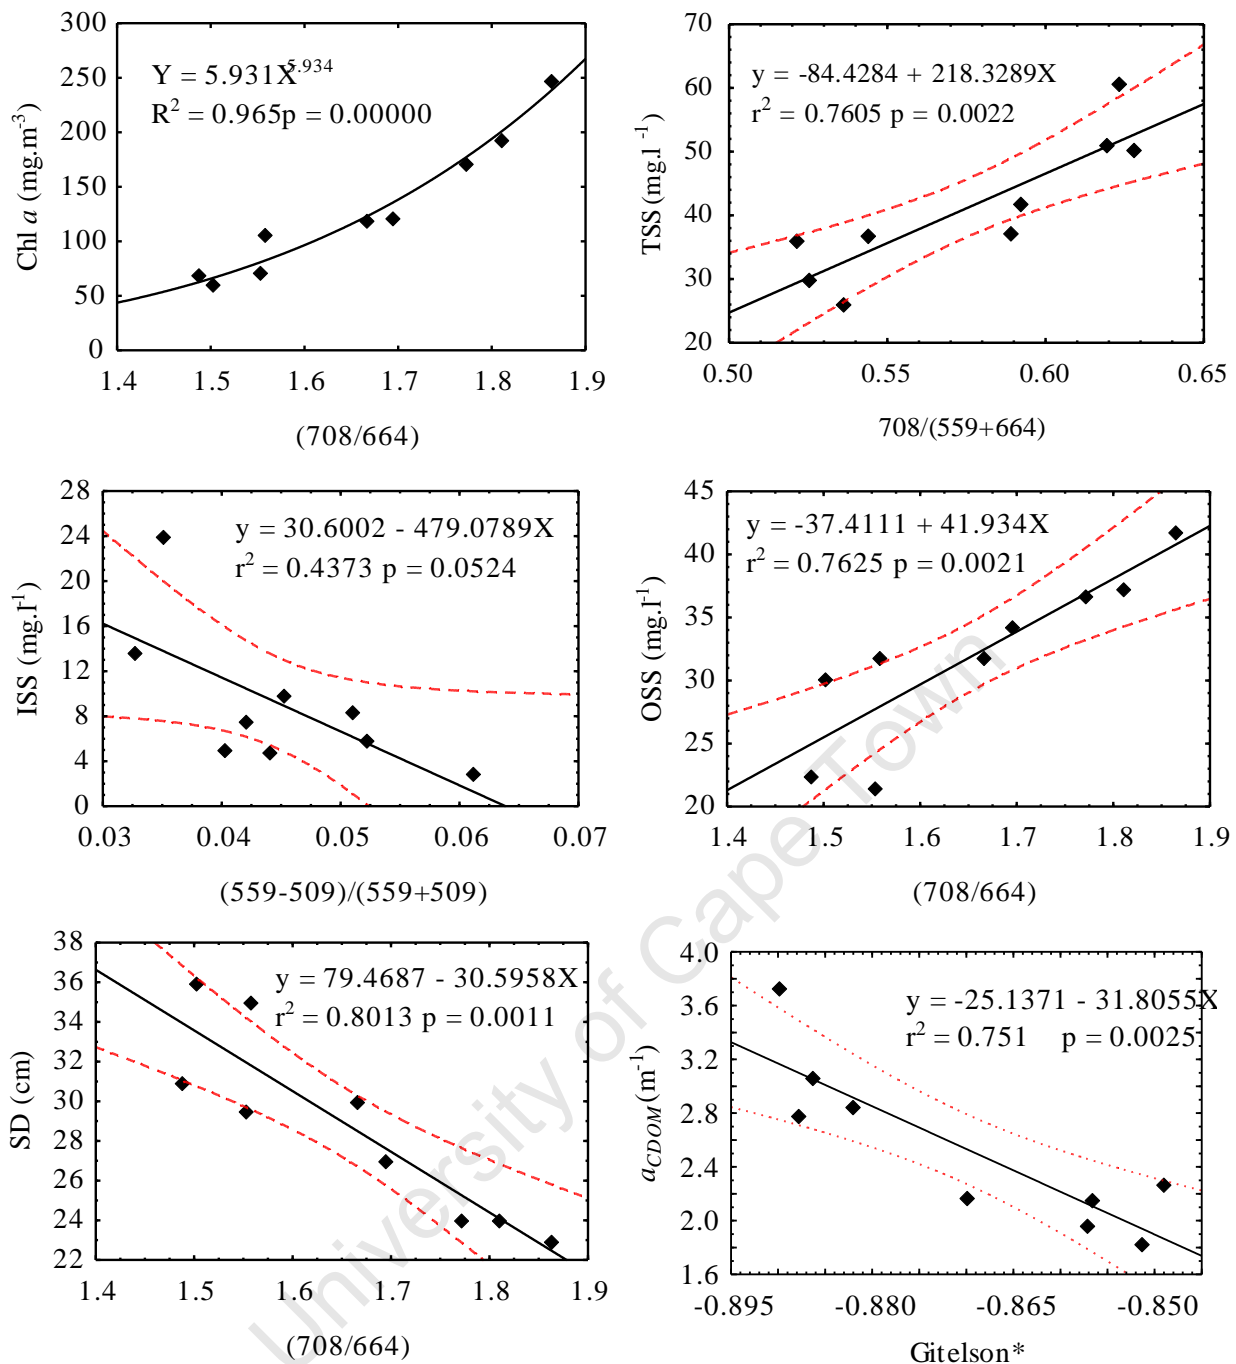 300
250
200
150
100
50
0
Chl a (mg.m-3)
Y = 5.931X5.934
R2 = 0.965p = 0.00000
1.4 1.5 1.6 1.7 1.8 1.9
(708/664)
70
60
50
40
30
20
TSS (mg.l-1)
y = -84.4284 + 218.3289X
r2 = 0.7605 p = 0.0022
0.50 0.55 0.60 0.65
708/(559+664)
28
24
20
16
12
8
4
0
ISS (mg.l-1)
y = 30.6002 - 479.0789X
r2 = 0.4373 p = 0.0524
0.03 0.04 0.05 0.06 0.07
(559-509)/(559+509)
45
40
35
30
25
20
OSS (mg.l-1)
y = -37.4111 + 41.934X
r2 = 0.7625 p = 0.0021
1.4 1.5 1.6 1.7 1.8 1.9
(708/664)
38
36
34
32
30
28
26
24
22
SD (cm)
y = 79.4687 - 30.5958X
r2 = 0.8013 p = 0.0011
1.4 1.5 1.6 1.7 1.8 1.9
(708/664)
4.0
3.6
3.2
2.8
2.4
2.0
1.6
aCDOM (m-1)
y = -25.1371 - 31.8055X
r2 = 0.751 p = 0.0025
-0.895 -0.880 -0.865 -0.850
Gitelson*
University of Cape Town